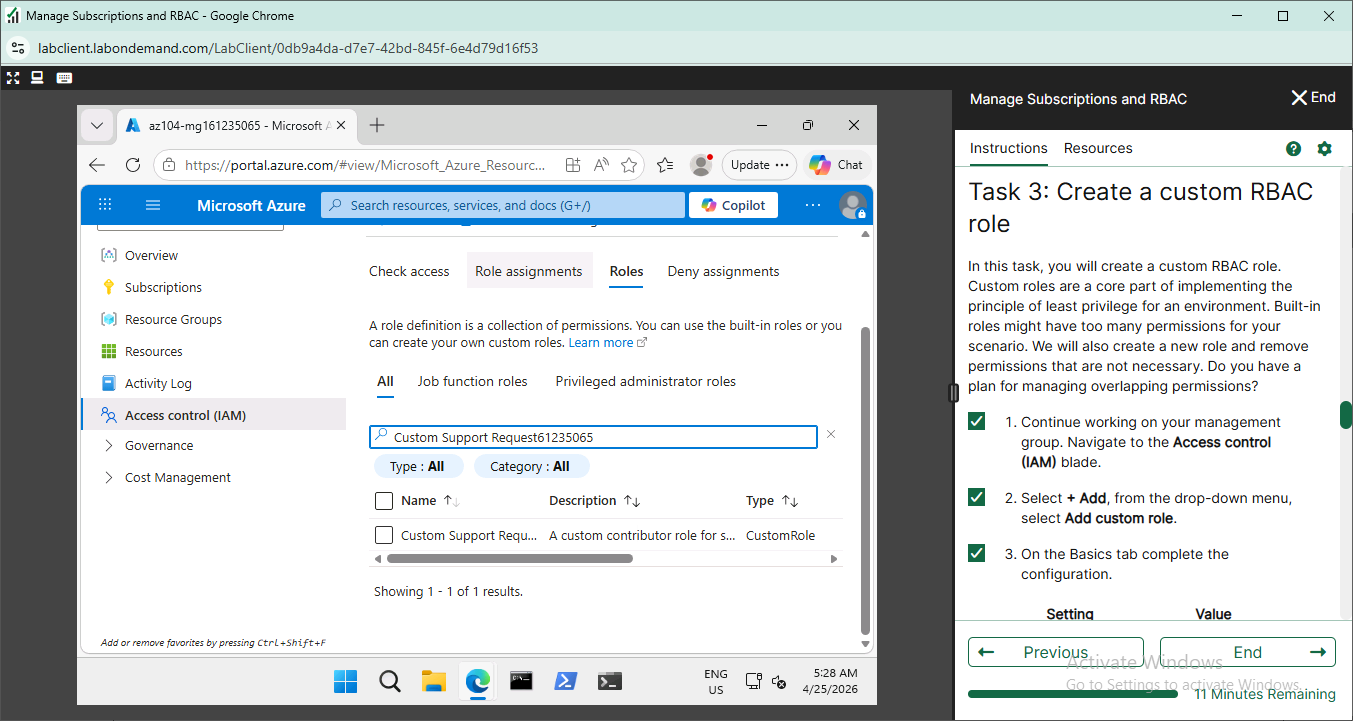 Manage Subscriptions and RBAC - Google Chrome
labclient.labondemand.com/LabClient/0db9a4da-d7e7-42bd-845f-6e4d79d16f53
Manage Subscriptions and RBAC
End
az104-mg161235065 - Microsoft A
https://portal.azure.com/#view/Microsoft_Azure_Resourc...
Update
Chat
Microsoft Azure
Search resources, services, and docs (G+/)
Copilot
Overview
Subscriptions
Resource Groups
Resources
Activity Log
Access control (IAM)
Governance
Cost Management
Add or remove favorites by pressing Ctrl+Shift+F
Check access
Role assignments
Roles
Deny assignments
A role definition is a collection of permissions. You can use the built-in roles or you
can create your own custom roles. Learn more
All
Job function roles
Privileged administrator roles
Custom Support Request61235065
Type : All
Category : All
Name
Description
Type
Custom Support Requ...
A custom contributor role for s...
CustomRole
Showing 1 - 1 of 1 results.
ENG
US
5:28 AM
4/25/2026
Instructions
Resources
Task 3: Create a custom RBAC
role
In this task, you will create a custom RBAC role.
Custom roles are a core part of implementing the
principle of least privilege for an environment. Built-in
roles might have too many permissions for your
scenario. We will also create a new role and remove
permissions that are not necessary. Do you have a
plan for managing overlapping permissions?
1. Continue working on your management
group. Navigate to the Access control
(IAM) blade.
2. Select + Add, from the drop-down menu,
select Add custom role.
3. On the Basics tab complete the
configuration.
Setting
Value
Previous
End
Activate Windows
Go to Settings to activate Windows.
11 Minutes Remaining